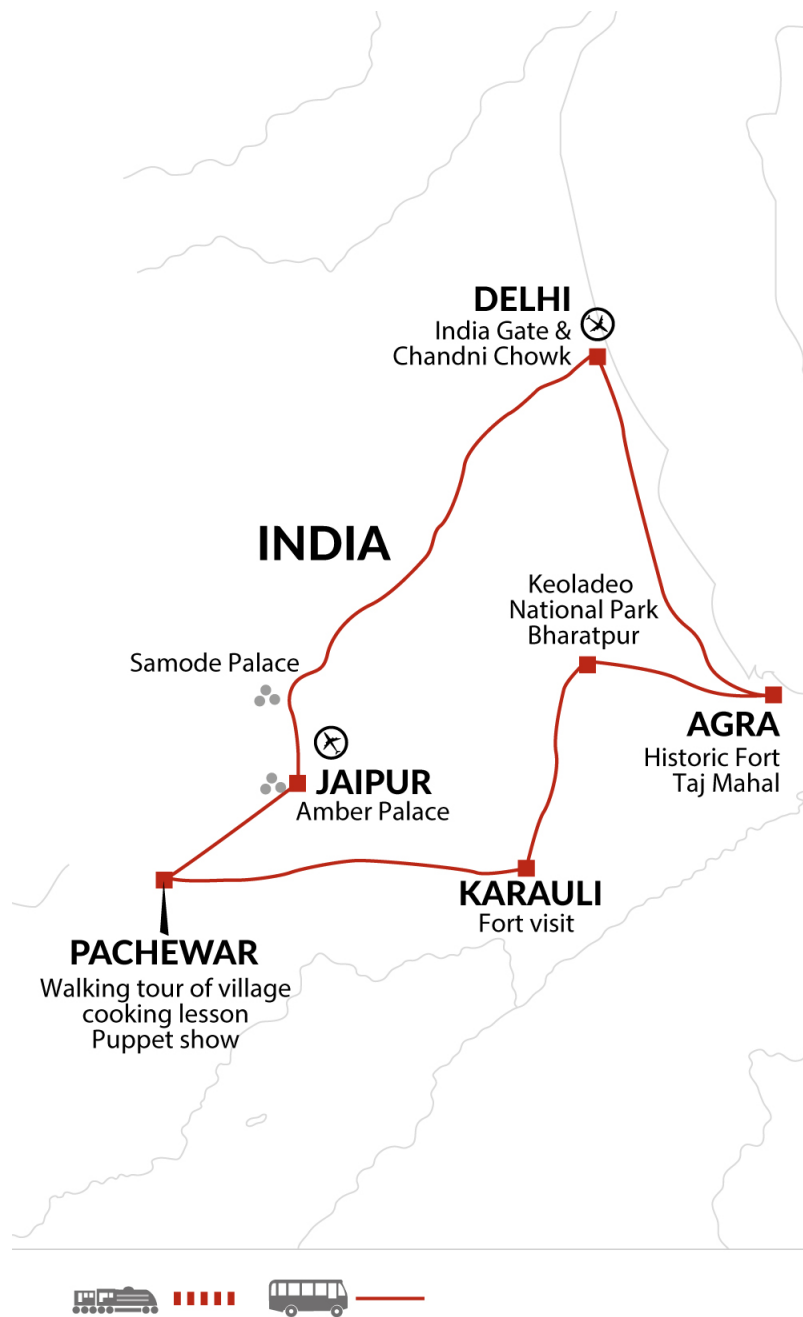 DELHI
India Gate &
Chandni Chowk
INDIA
Keoladeo
National Park
Bharatpur
Samode Palace
AGRA
Historic Fort
Taj Mahal
JAIPUR
Amber Palace
KARAULI
Fort visit
PACHEWAR
Walking tour of village
cooking lesson
Puppet show